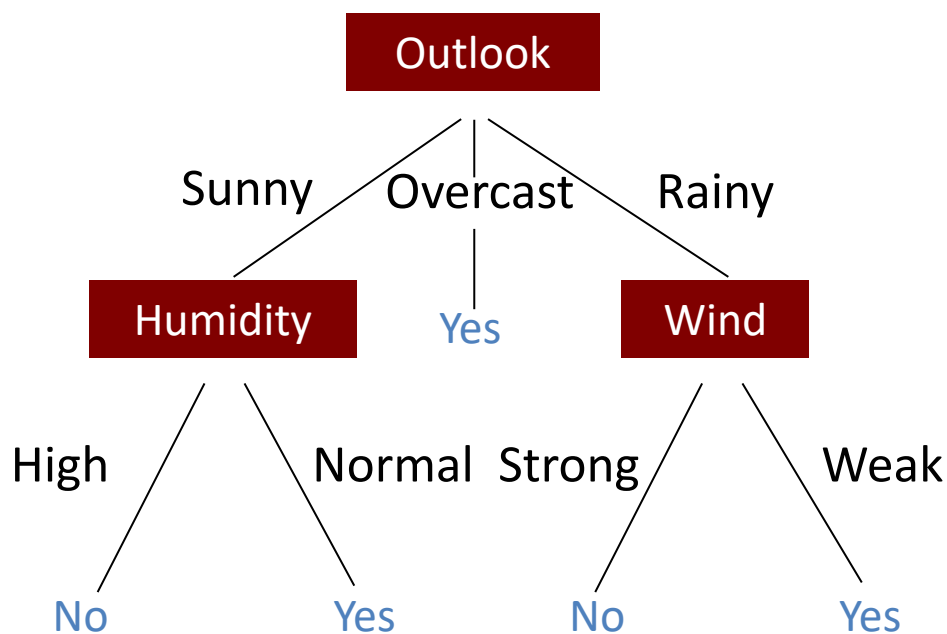 Outlook
Sunny Overcast Rainy
Humidity Yes Wind
High Normal Strong Weak
No Yes No Yes